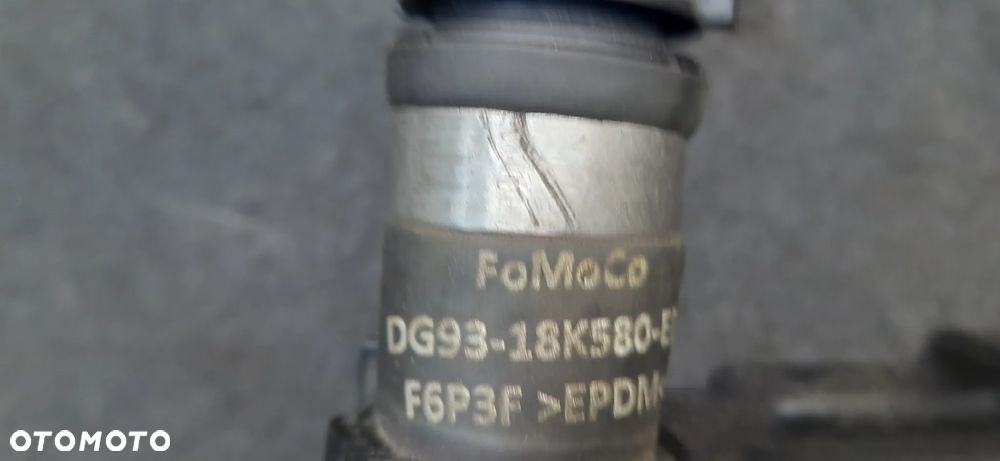 FoMoCo
DG93-18K580-E
F6P3F >EPDM<
OTOMOTO